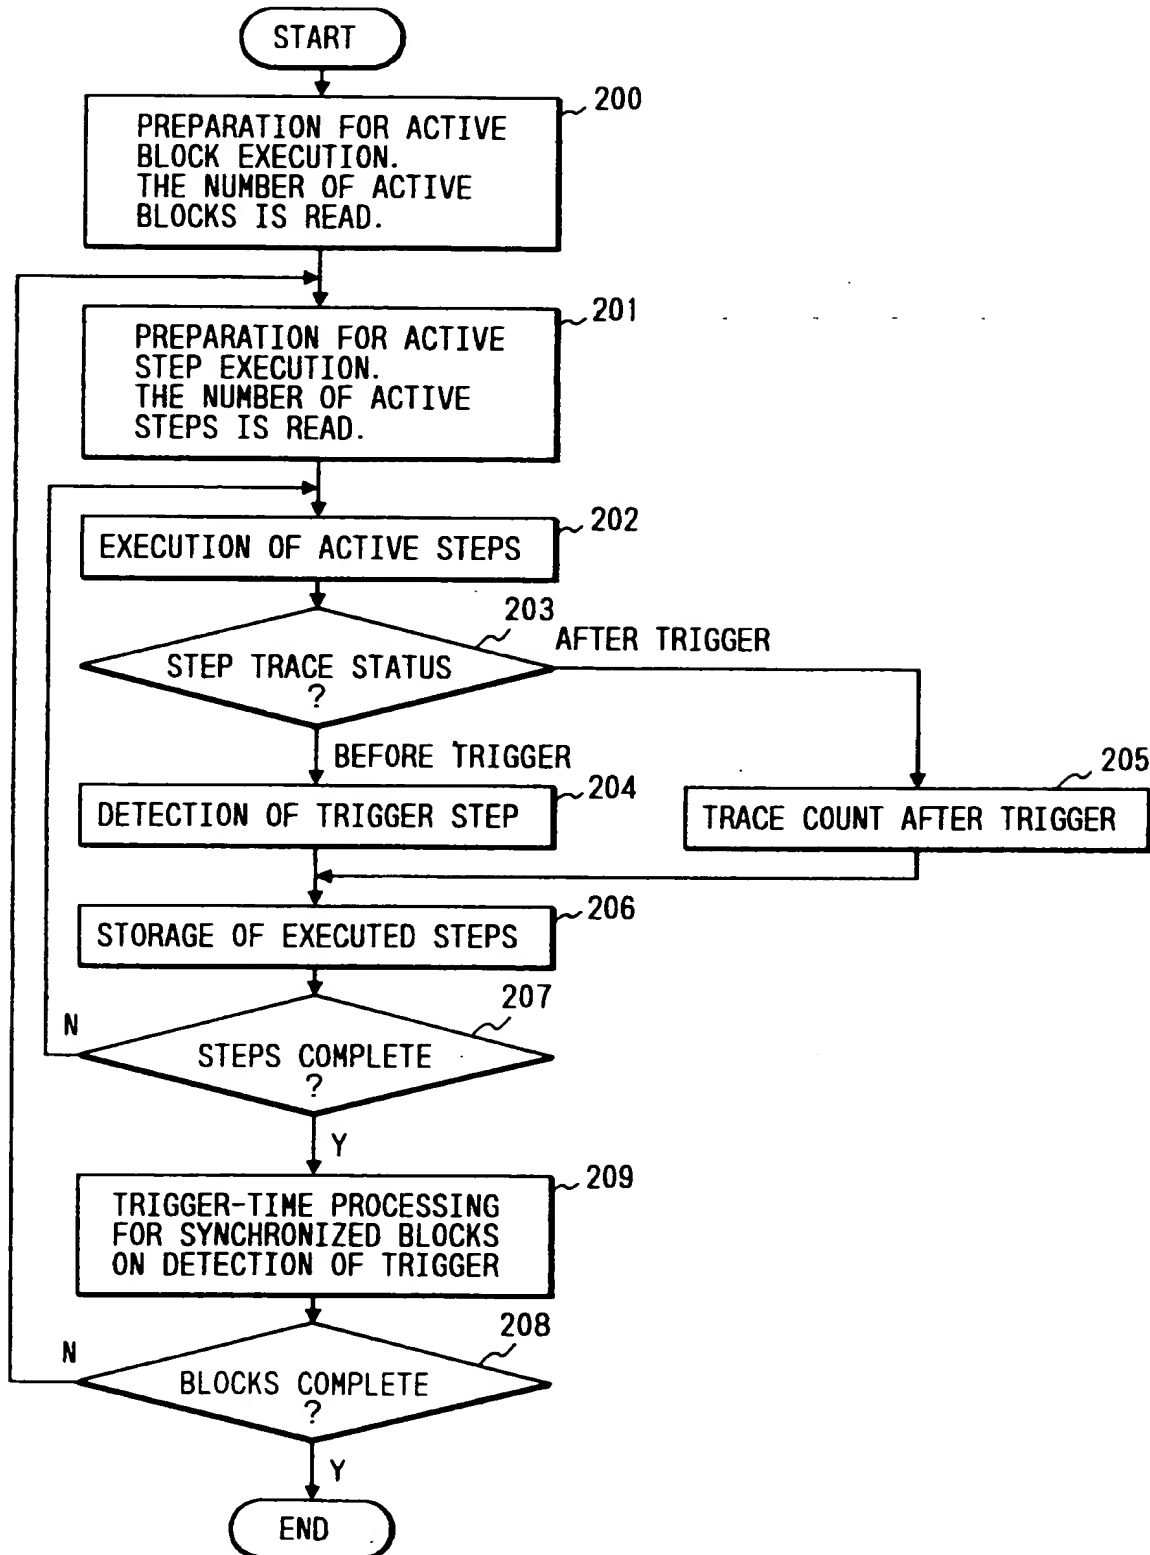 START
200
PREPARATION FOR ACTIVE
BLOCK EXECUTION.
THE NUMBER OF ACTIVE
BLOCKS IS READ.
201
PREPARATION FOR ACTIVE
STEP EXECUTION.
THE NUMBER OF ACTIVE
STEPS IS READ.
202
EXECUTION OF ACTIVE STEPS
203
AFTER TRIGGER
STEP TRACE STATUS
?
BEFORE TRIGGER
204
205
DETECTION OF TRIGGER STEP
TRACE COUNT AFTER TRIGGER
206
STORAGE OF EXECUTED STEPS
207
N
STEPS COMPLETE
?
Y
209
TRIGGER-TIME PROCESSING
FOR SYNCHRONIZED BLOCKS
ON DETECTION OF TRIGGER
208
N
BLOCKS COMPLETE
?
Y
END